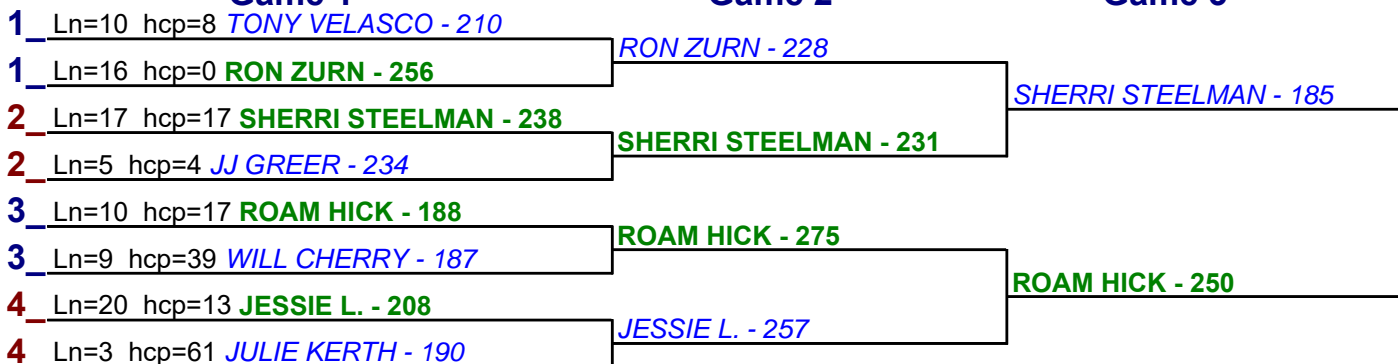 1_ Ln=10 hcp=8 TONY VELASCO - 210
RON ZURN - 228
1_ Ln=16 hcp=0 RON ZURN - 256
SHERRI STEELMAN - 185
2_ Ln=17 hcp=17 SHERRI STEELMAN - 238
SHERRI STEELMAN - 231
2_ Ln=5 hcp=4 JJ GREER - 234
3_ Ln=10 hcp=17 ROAM HICK - 188
ROAM HICK - 275
3_ Ln=9 hcp=39 WILL CHERRY - 187
ROAM HICK - 250
4_ Ln=20 hcp=13 JESSIE L. - 208
JESSIE L. - 257
4 Ln=3 hcp=61 JULIE KERTH - 190